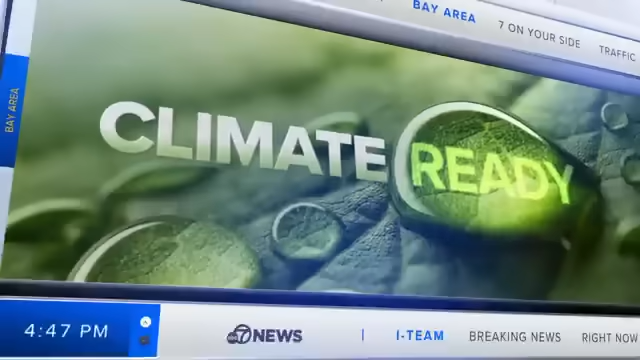 BAY AREA 7 ON YOUR SIDE TRAFFIC
BAY AREA
CLIMATE READY
4:47 PM abc7NEWS | I-TEAM BREAKING NEWS RIGHT NOW